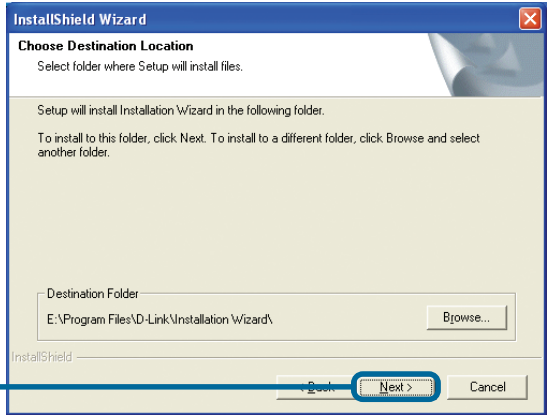 InstallShield Wizard
Choose Destination Location
Select folder where Setup will install files.
Setup will install Installation Wizard in the following folder.
To install to this folder, click Next. To install to a different folder, click Browse and select
another folder.
Destination Folder
E:\Program Files\D-Link\Installation Wizard\
Browse...
InstallShield
< Back
Next >
Cancel